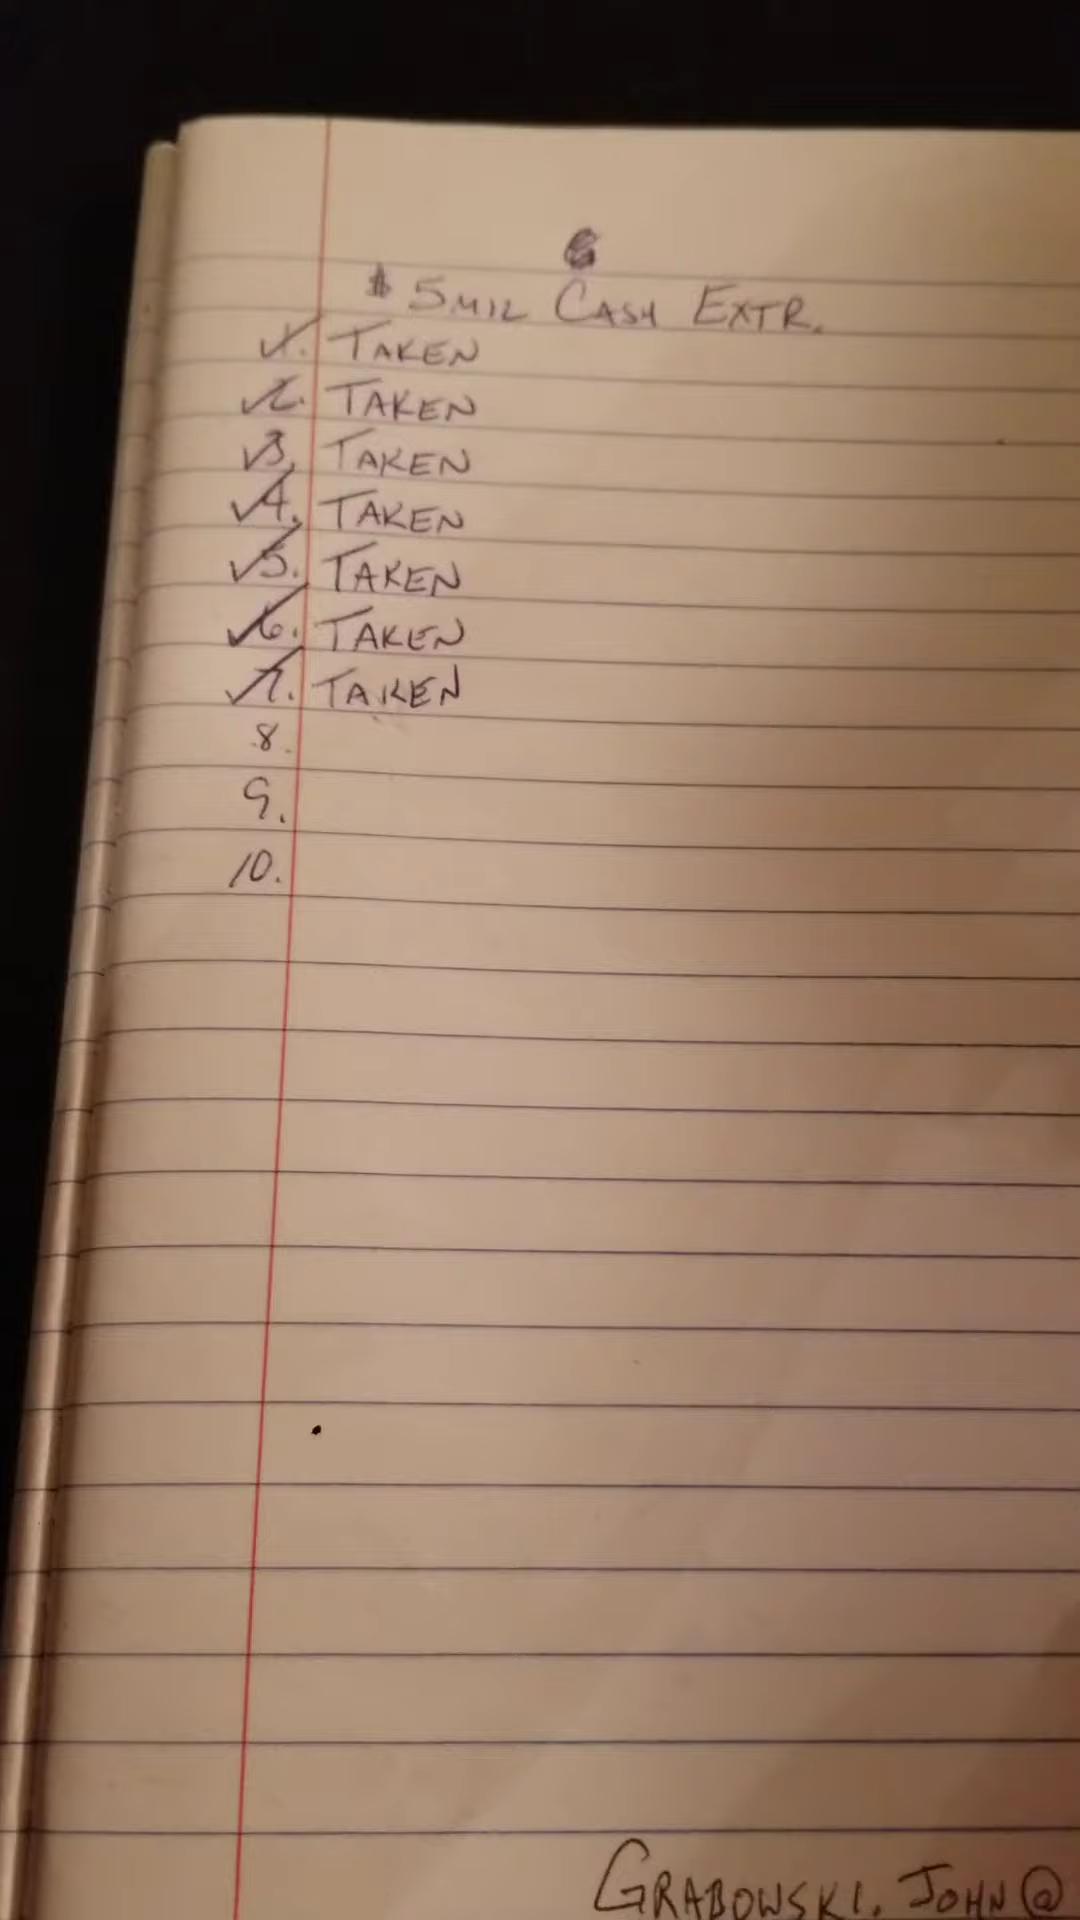 $5MIL CASH EXTR.
1. TAKEN
2. TAKEN
3. TAKEN
4. TAKEN
5. TAKEN
6. TAKEN
7. TAKEN
8.
9.
10.
GRABOWSKI.JOHN@